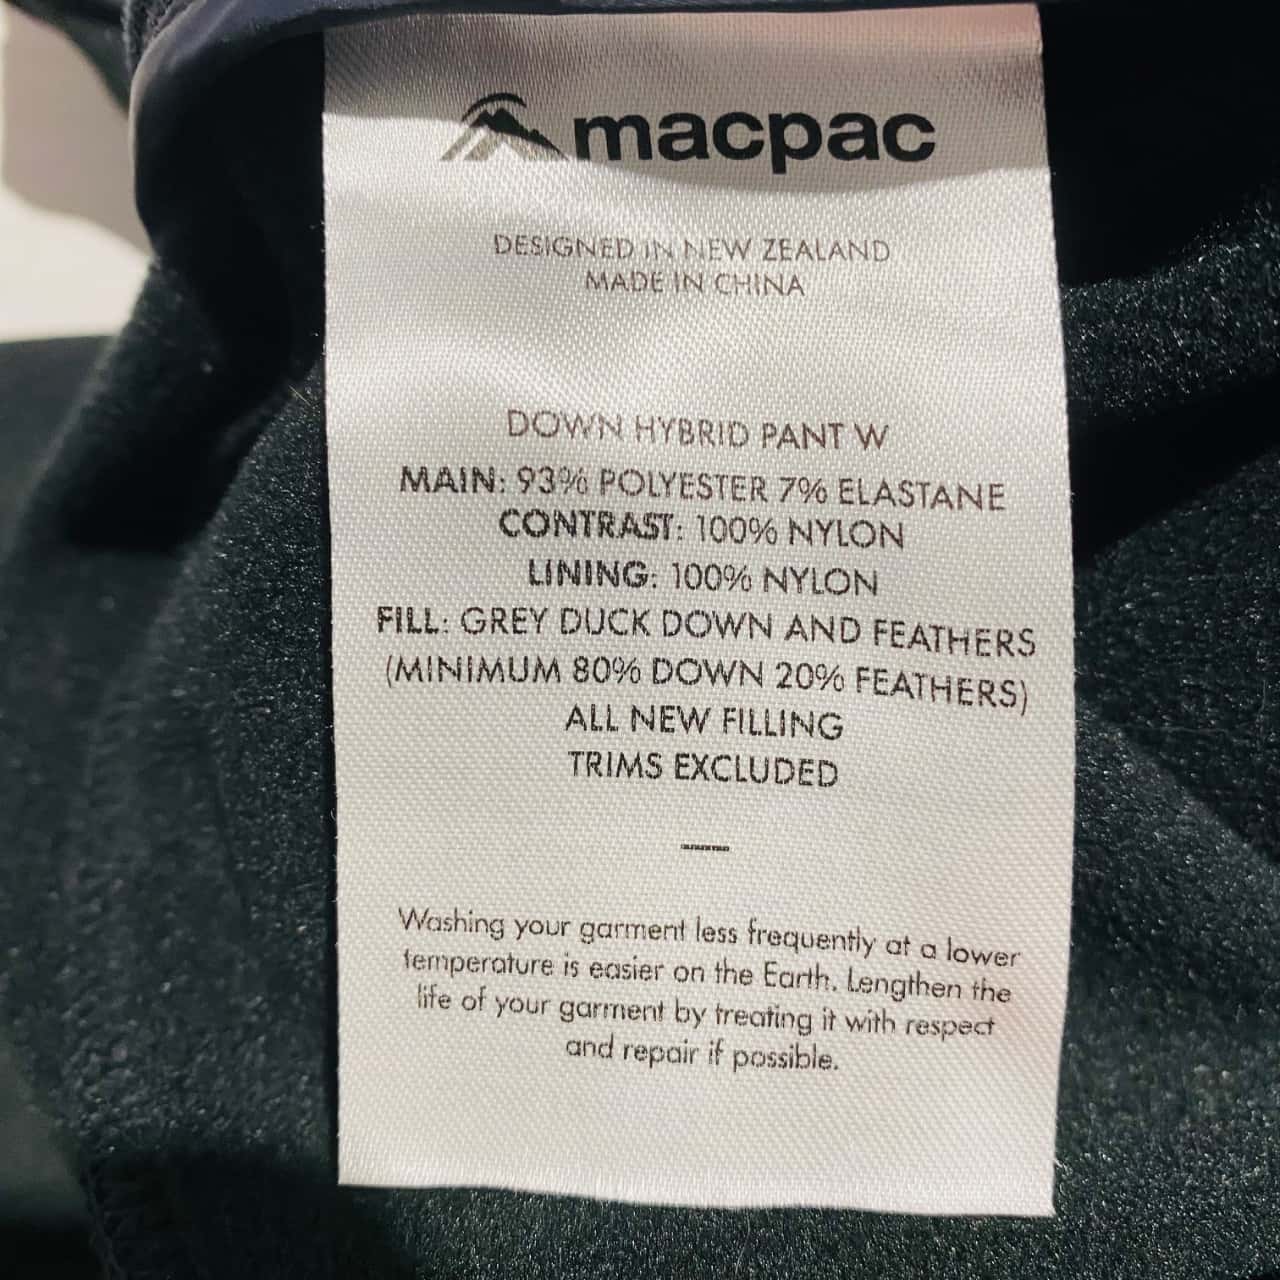 macpac
DESIGNED IN NEW ZEALAND
MADE IN CHINA
DOWN HYBRID PANT W
MAIN: 93% POLYESTER 7% ELASTANE
CONTRAST: 100% NYLON
LINING: 100% NYLON
FILL: GREY DUCK DOWN AND FEATHERS
(MINIMUM 80% DOWN 20% FEATHERS)
ALL NEW FILLING
TRIMS EXCLUDED
Washing your garment less frequently at a lower
temperature is easier on the Earth. Lengthen the
life of your garment by treating it with respect
and repair if possible.